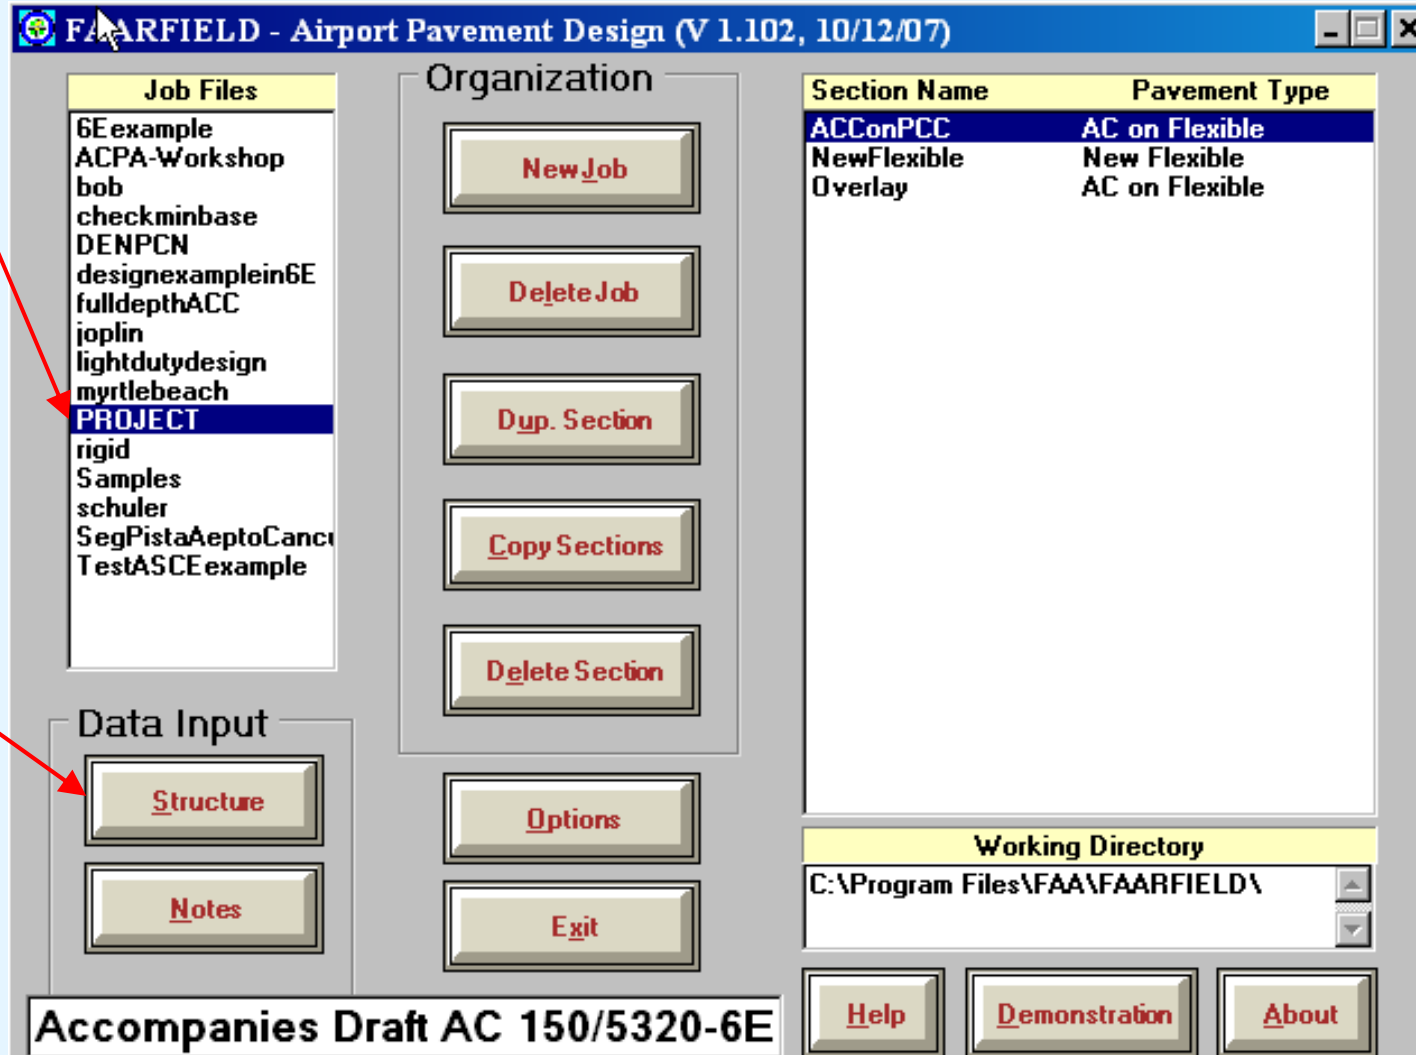 FAARFIELD - Airport Pavement Design (V 1.102, 10/12/07)
Job Files
6Eexample
ACPA-Workshop
bob
checkminbase
DENPCN
designexamplein6E
fulldepthACC
joplin
lightdutydesign
myrtlebeach
PROJECT
rigid
Samples
schuler
SegPistaAeptoCancu
TestASCEexample
Organization
New Job
Delete Job
Dup. Section
Copy Sections
Delete Section
Section Name Pavement Type
ACConPCC AC on Flexible
NewFlexible New Flexible
Overlay AC on Flexible
Data Input
Structure
Notes
Options
Exit
Working Directory
C:\Program Files\FAA\FAARFIELD\
Accompanies Draft AC 150/5320-6E
Help
Demonstration
About